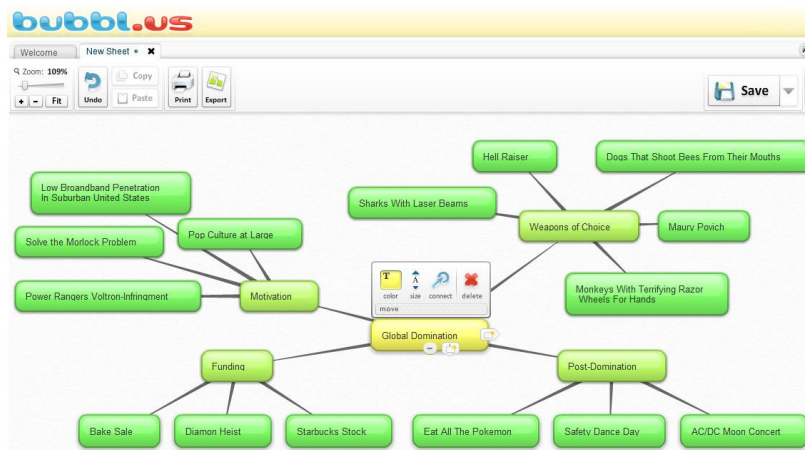 bubbl.us
Welcome
New Sheet
Zoom: 109%
Fit
Undo
Copy
Paste
Print
Export
Save
Hell Raiser
Dogs That Shoot Bees From Their Mouths
Low Broandband Penetration
In Suburban United States
Sharks With Laser Beams
Weapons of Choice
Maury Povich
Solve the Morlock Problem
Pop Culture at Large
T
A
color
size
connect
delete
move
Monkeys With Terrifying Razor
Wheels For Hands
Power Rangers Voltron-Infringment
Motivation
Global Domination
Funding
Post-Domination
Bake Sale
Diamon Heist
Starbucks Stock
Eat All The Pokemon
Safety Dance Day
AC/DC Moon Concert